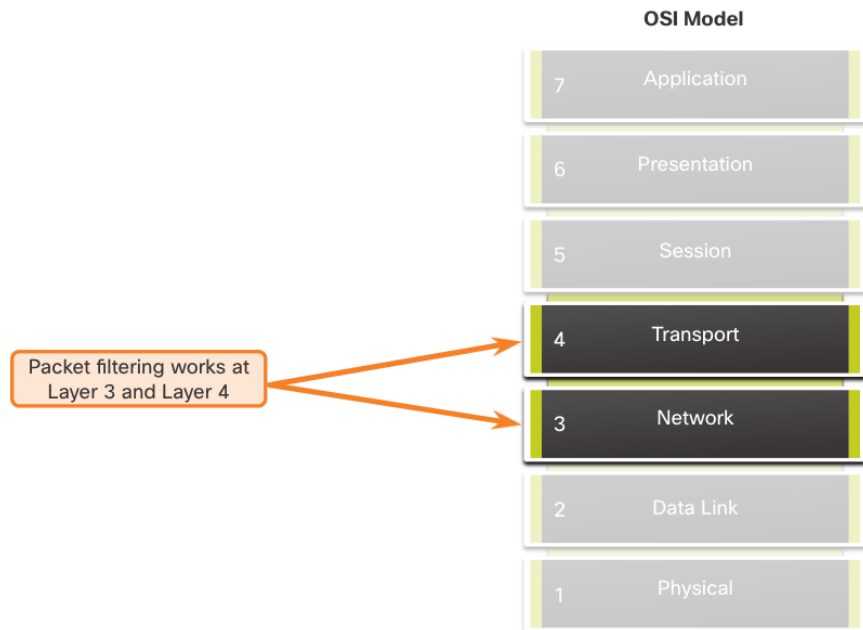 OSI Model
7 Application
6 Presentation
5 Session
4 Transport
Packet filtering works at
Layer 3 and Layer 4
3 Network
2 Data Link
1 Physical